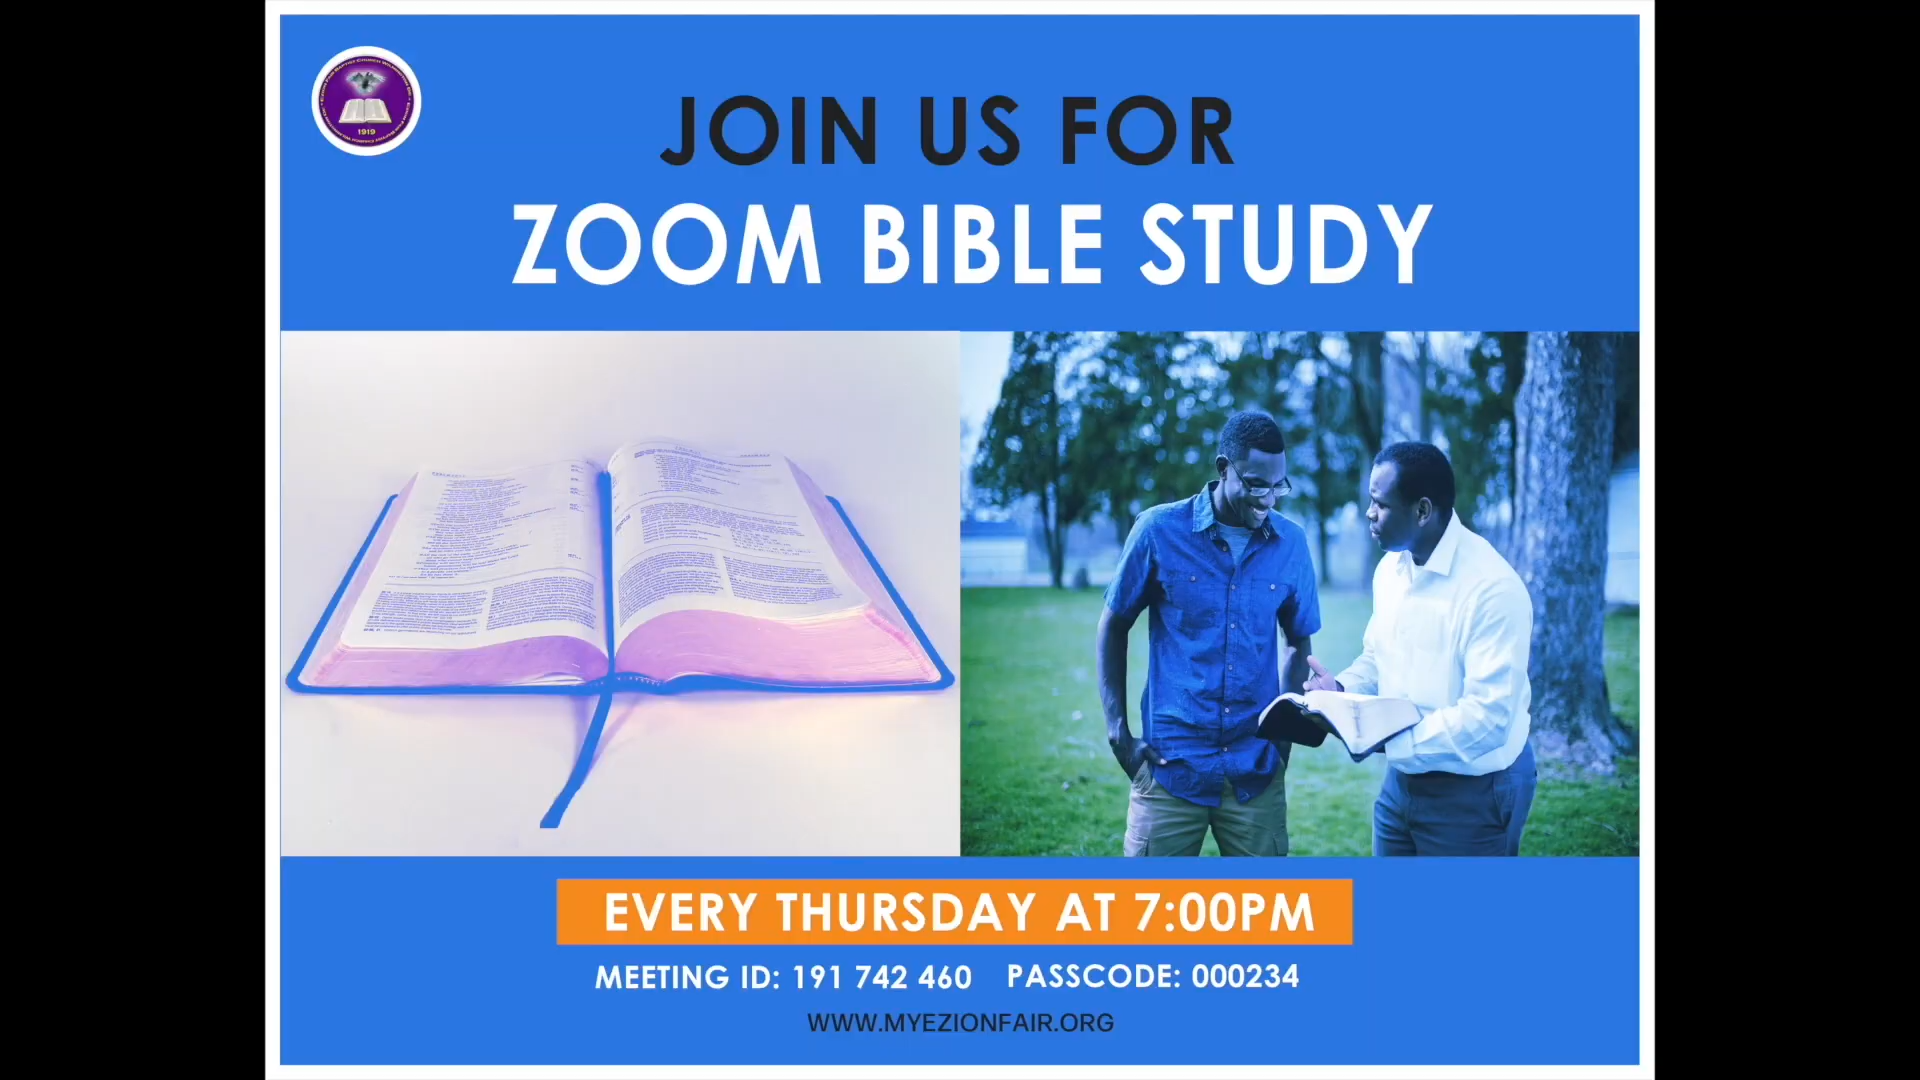 1919
JOIN US FOR
ZOOM BIBLE STUDY
EVERY THURSDAY AT 7:00PM
MEETING ID: 191 742 460 PASSCODE: 000234
WWW.MYEZIONFAIR.ORG